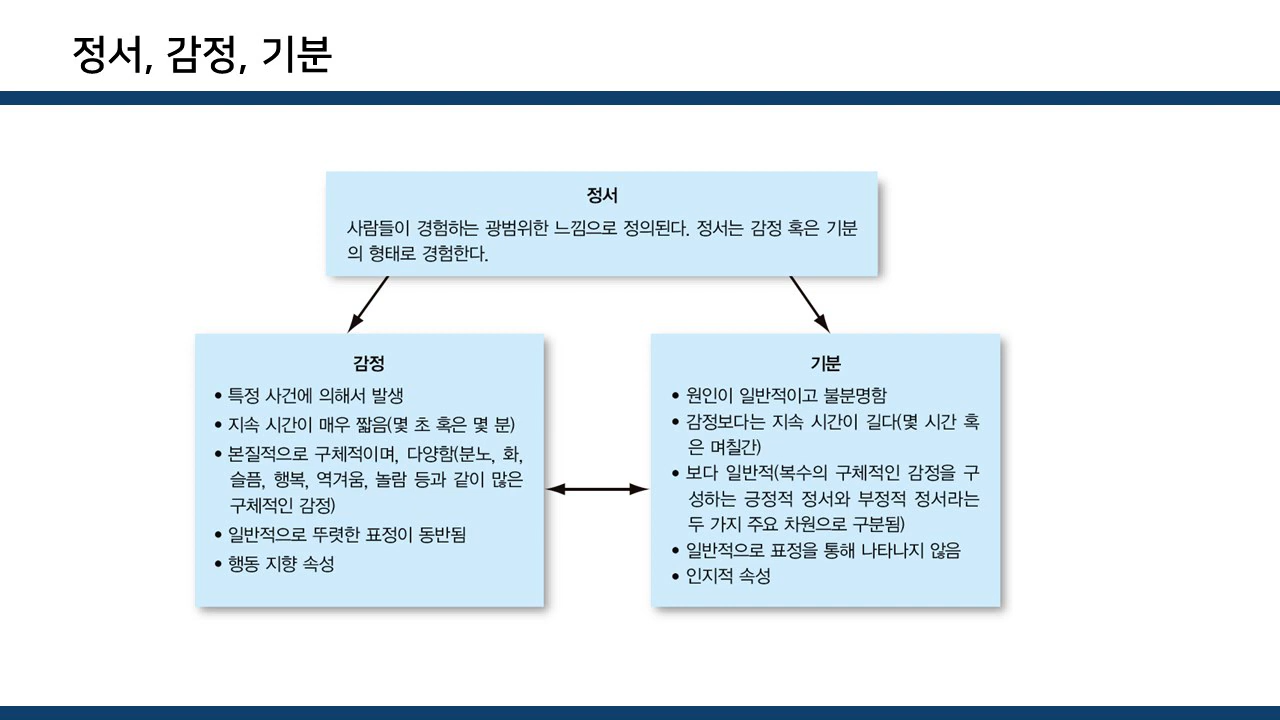 정서, 감정, 기분
정서
사람들이 경험하는 광범위한 느낌으로 정의된다. 정서는 감정 혹은 기분
의 형태로 경험한다.
감정
• 특정 사건에 의해서 발생
• 지속 시간이 매우 짧음(몇 초 혹은 몇 분)
• 본질적으로 구체적이며, 다양함(분노, 화,
슬픔, 행복, 역겨움, 놀람 등과 같이 많은
구체적인 감정)
• 일반적으로 뚜렷한 표정이 동반됨
• 행동 지향 속성
기분
• 원인이 일반적이고 불분명함
• 감정보다는 지속 시간이 길다(몇 시간 혹
은 며칠간)
• 보다 일반적(복수의 구체적인 감정을 구
성하는 긍정적 정서와 부정적 정서라는
두 가지 주요 차원으로 구분됨)
• 일반적으로 표정을 통해 나타나지 않음
• 인지적 속성